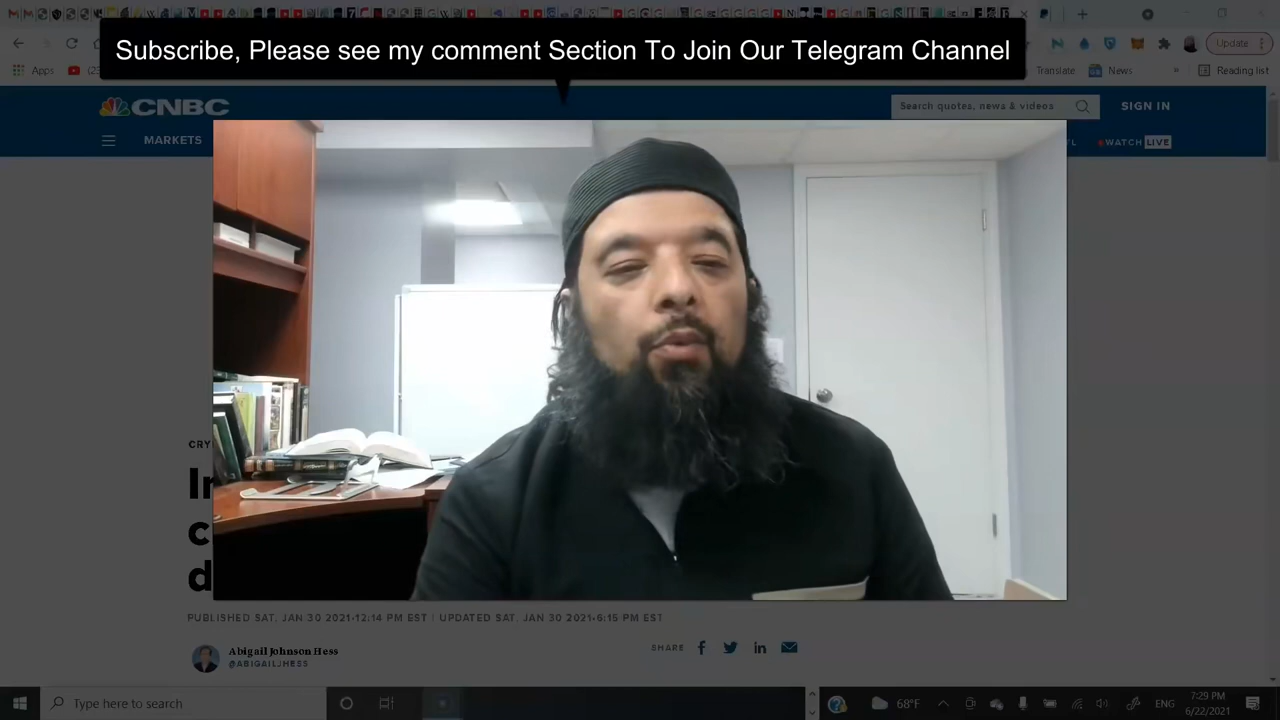 Subscribe, Please see my comment Section To Join Our Telegram Channel
Update
Apps
Translate
News
»
Reading list
CNBC
Search quotes, news & videos
SIGN IN
MARKETS
WATCH LIVE
CRY
In
c
d
PUBLISHED SAT, JAN 30 2021•12:14 PM EST | UPDATED SAT, JAN 30 2021•6:15 PM EST
Abigail Johnson Hess
@ABIGAILJHESS
SHARE
Type here to search
68°F
ENG
7:29 PM
6/22/2021